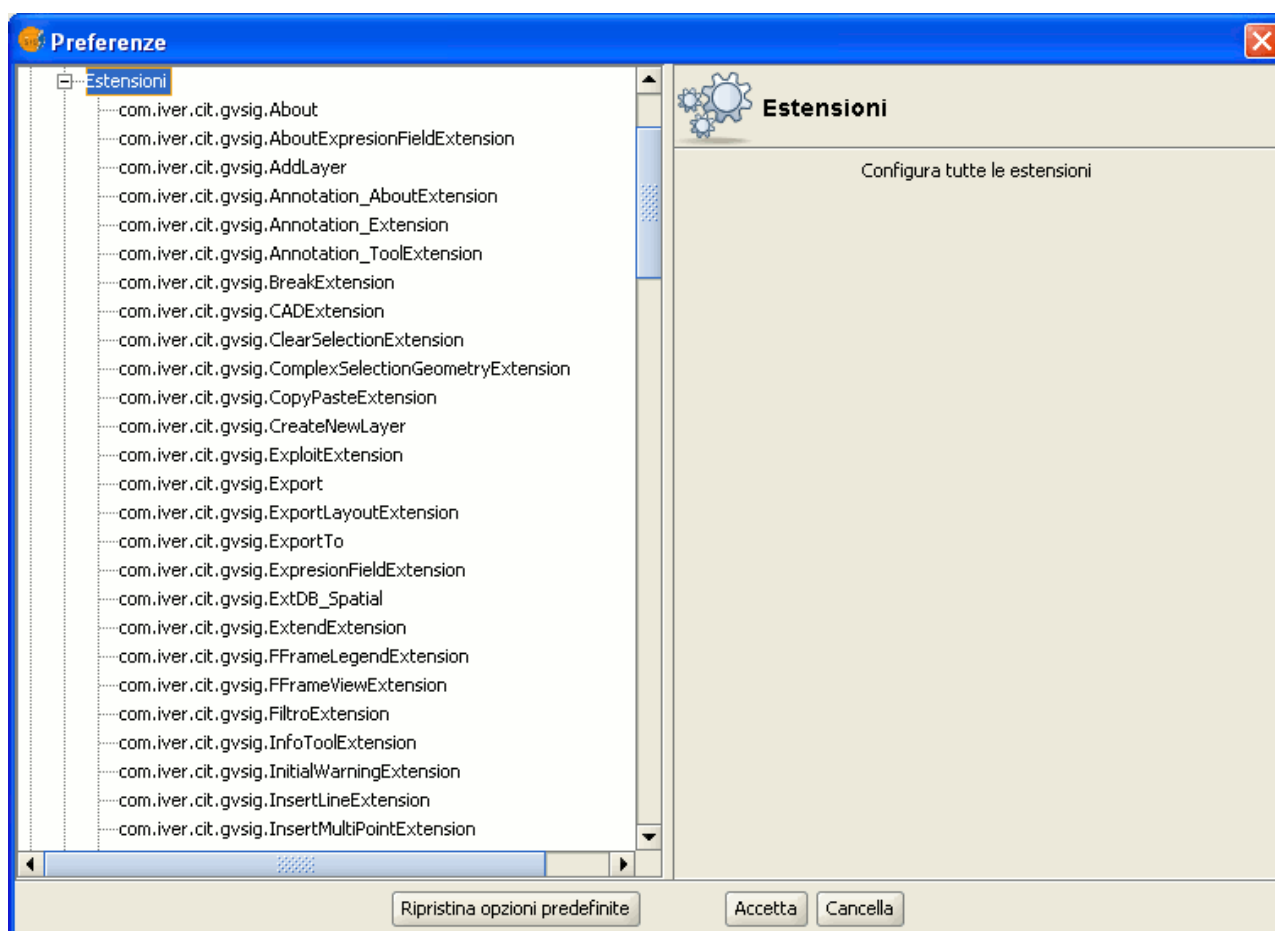 Preferenze
Estensioni
com.iver.cit.gvsig.About
com.iver.cit.gvsig.AboutExpresionFieldExtension
com.iver.cit.gvsig.AddLayer
com.iver.cit.gvsig.Annotation_AboutExtension
com.iver.cit.gvsig.Annotation_Extension
com.iver.cit.gvsig.Annotation_ToolExtension
com.iver.cit.gvsig.BreakExtension
com.iver.cit.gvsig.CADExtension
com.iver.cit.gvsig.ClearSelectionExtension
com.iver.cit.gvsig.ComplexSelectionGeometryExtension
com.iver.cit.gvsig.CopyPasteExtension
com.iver.cit.gvsig.CreateNewLayer
com.iver.cit.gvsig.ExploitExtension
com.iver.cit.gvsig.Export
com.iver.cit.gvsig.ExportLayoutExtension
com.iver.cit.gvsig.ExportTo
com.iver.cit.gvsig.ExpresionFieldExtension
com.iver.cit.gvsig.ExtDB_Spatial
com.iver.cit.gvsig.ExtendExtension
com.iver.cit.gvsig.FFrameLegendExtension
com.iver.cit.gvsig.FFrameViewExtension
com.iver.cit.gvsig.FiltroExtension
com.iver.cit.gvsig.InfoToolExtension
com.iver.cit.gvsig.InitialWarningExtension
com.iver.cit.gvsig.InsertLineExtension
com.iver.cit.gvsig.InsertMultiPointExtension
Estensioni
Configura tutte le estensioni
Ripristina opzioni predefinite
Accetta
Cancella